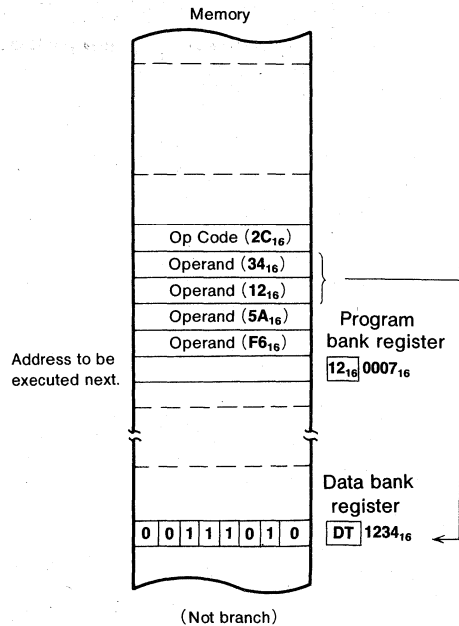 Memory
Op Code (2C₁₆)
Operand (34₁₆)
Operand (12₁₆)
Operand (5A₁₆)
Operand (F6₁₆)
Program
bank register
12₁₆ 0007₁₆
Address to be
executed next.
Data bank
register
DT 1234₁₆
0 0 1 1 1 0 1 0
(Not branch)